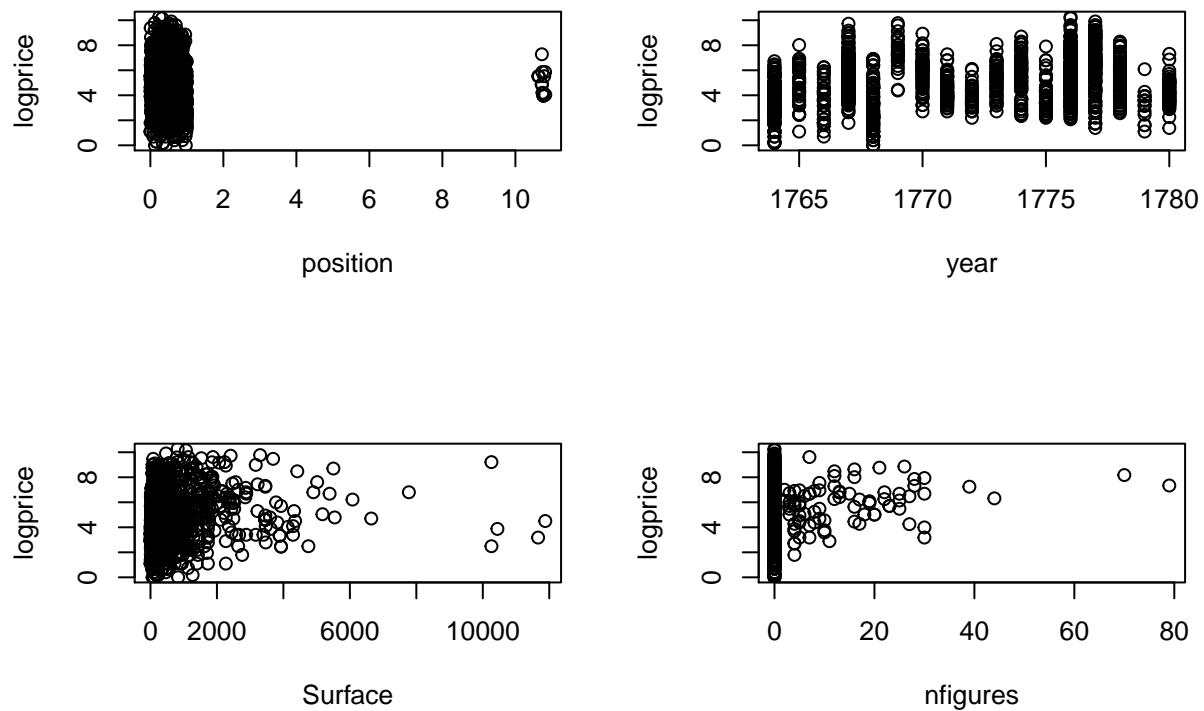 logprice
0 4 8
0 2 4 6 8 10
position
logprice
0 4 8
1765 1770 1775 1780
year
logprice
0 4 8
0 2000 6000 10000
Surface
logprice
0 4 8
0 20 40 60 80
nfigures